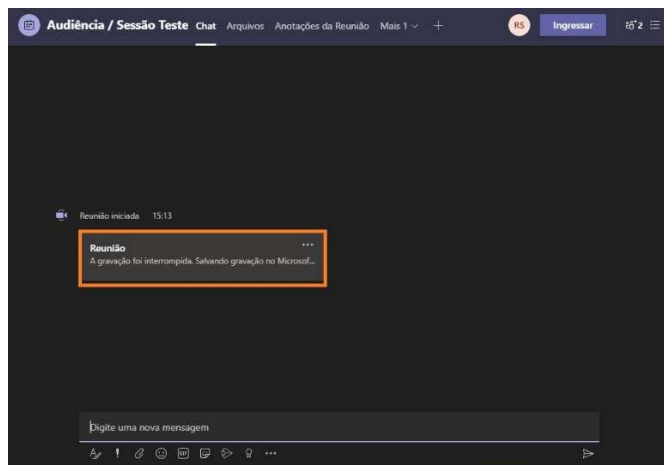 Audiência / Sessão Teste Chat Arquivos Anotações da Reunião Mais 1 RS Ingressar 2
Reunião iniciada 15:13
Reunião
A gravação foi interrompida. Salvando gravação no Microsof...
Digite uma nova mensagem
GIF